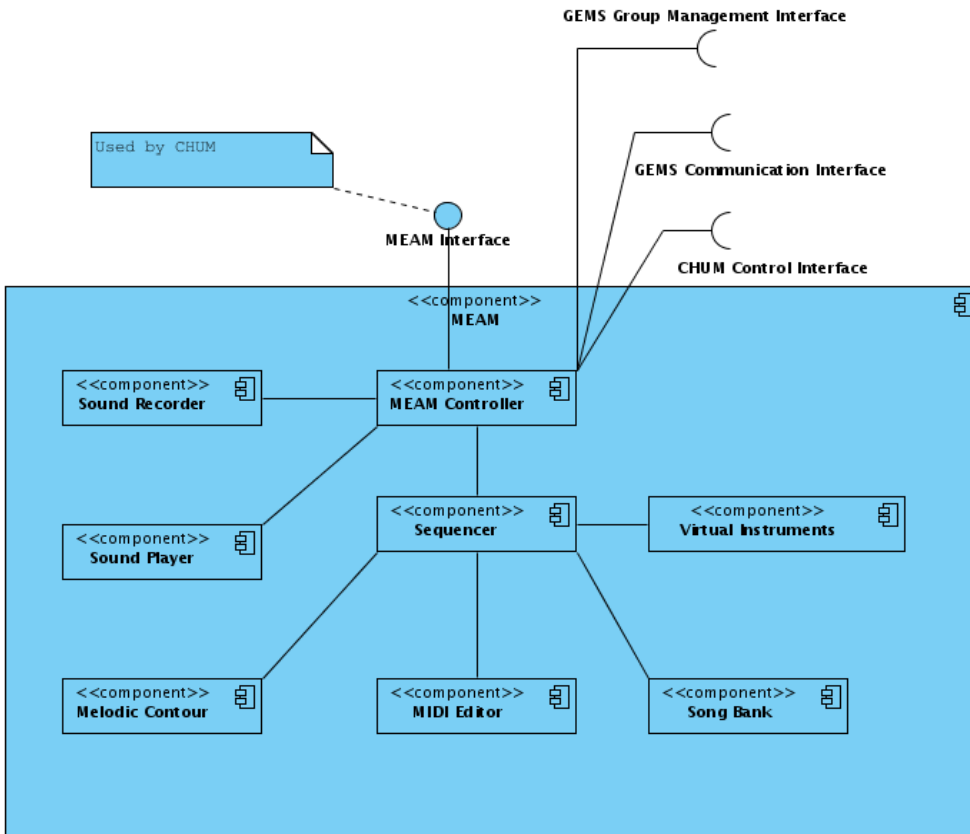 GEMS Group Management Interface
Used by CHUM
GEMS Communication Interface
MEAM Interface
CHUM Control Interface
<<component>>
MEAM
<<component>>
Sound Recorder
<<component>>
MEAM Controller
<<component>>
Sequencer
<<component>>
Virtual Instruments
<<component>>
Sound Player
<<component>>
Melodic Contour
<<component>>
MIDI Editor
<<component>>
Song Bank